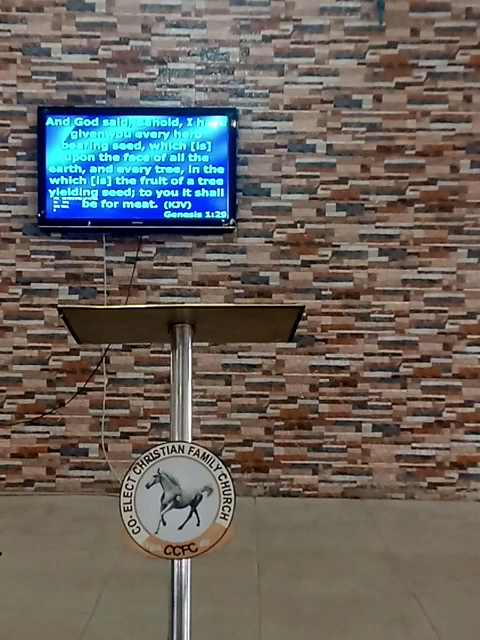 And God said, Behold, I have
given you every herb
bearing seed, which [is]
upon the face of all the
earth, and every tree, in the
which [is] the fruit of a tree
yielding seed; to you it shall
be for meat. (KJV)
Genesis 1:29
CO-ELECT CHRISTIAN FAMILY CHURCH
CCFC